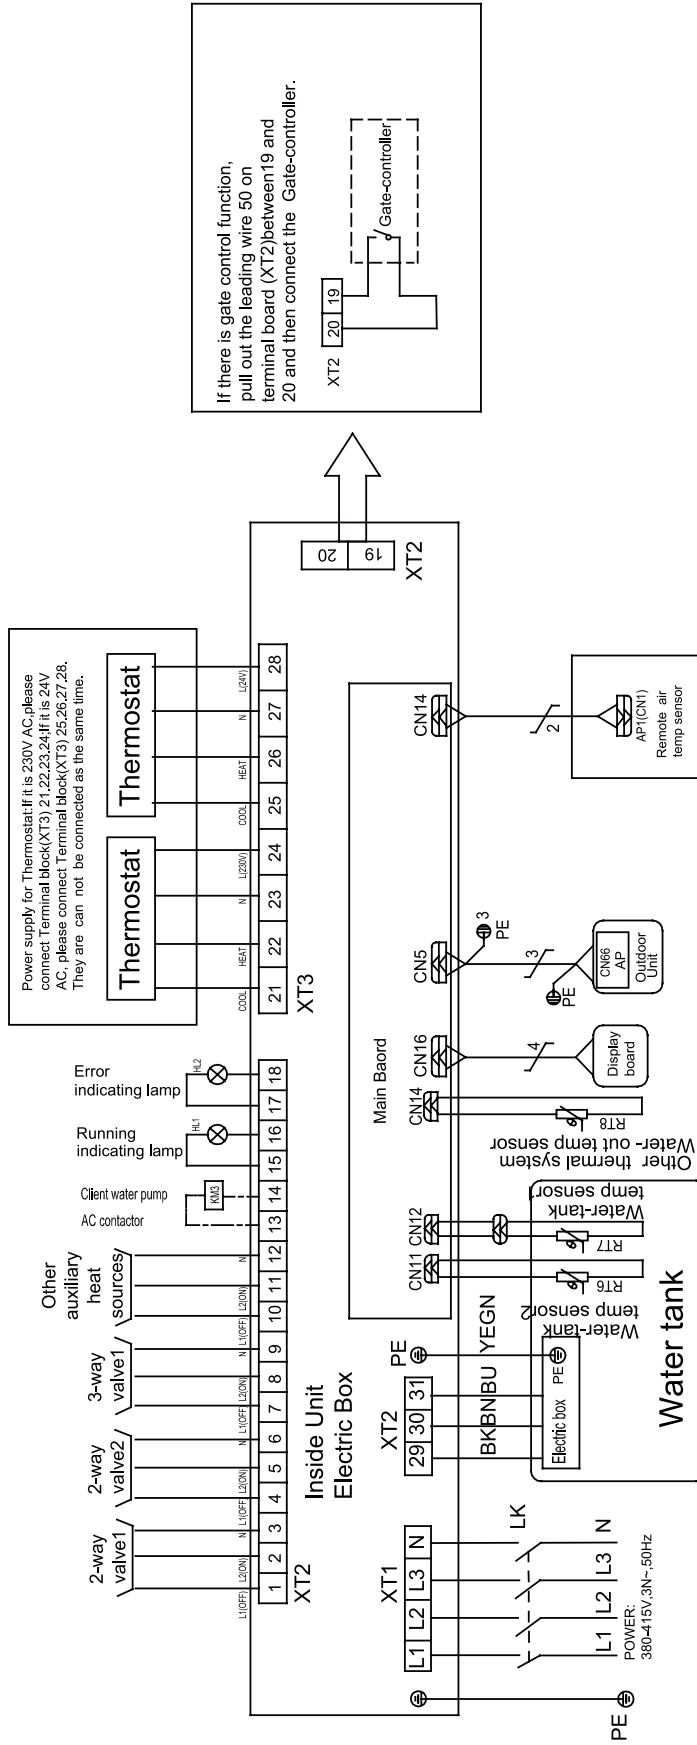 If there is gate control function,
pull out the leading wire 50 on
terminal board (XT2)between19 and
20 and then connect the Gate-controller.
XT2
20 19
Gate-controller
20 19
XT2
Power supply for Thermostat:If it is 230V AC,please
connect Terminal block(XT3) 21,22,23,24;If it is 24V
AC, please connect Terminal block(XT3) 25,26,27,28.
They are can not be connected as the same time.
Thermostat Thermostat
COOL HEAT N L(230V) COOL HEAT N L(24V)
21 22 23 24 25 26 27 28
XT3
2-way
valve1
2-way
valve2
3-way
valve1
Other
auxiliary
heat
sources
AC contactor
Client water pump
KM3
Running
indicating lamp
HL1
Error
indicating lamp
HL2
L1(OFF) L2(ON) N L1(OFF) L2(ON) N L1(OFF) L2(ON) N L1(OFF) L2(ON) N
1 2 3 4 5 6 7 8 9 10 11 12 13 14 15 16 17 18
XT2
Inside Unit
Electric Box
Main Baord
CN11 CN12 CN14 CN16 CN5 CN14
XT1
L1 L2 L3 N
LK
L1 L2 L3 N
POWER:
380-415V,3N~,50Hz
PE
XT2
29 30 31
PE
BK BN BU YEGN
Electric box
PE
Water tank
RT6
Water-tank
temp sensor2
RT7
Water-tank
temp sensor1
RT8
Other thermal system
Water- out temp sensor
4
Display
board
3
PE
3
PE
CN66
AP
Outdoor
Unit
2
AP1(CN1)
Remote air
temp sensor